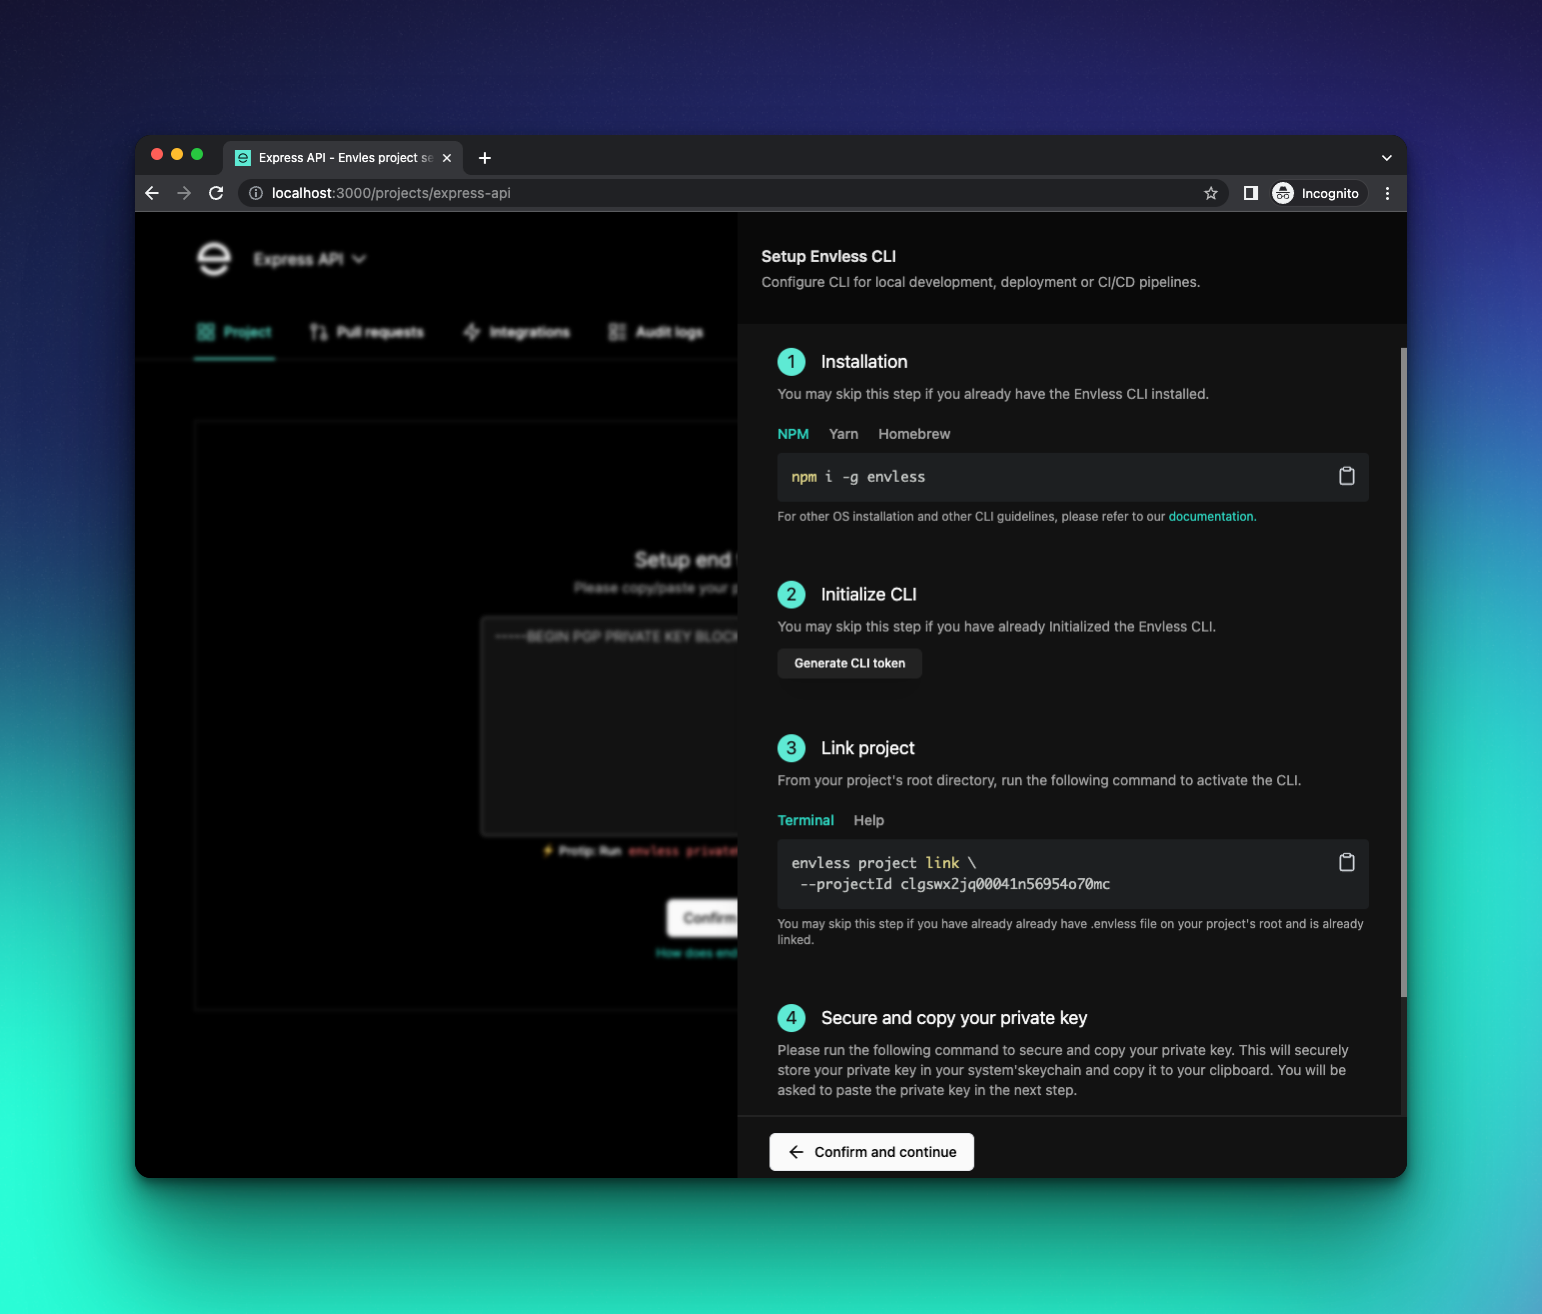 Express API - Envles project se
localhost:3000/projects/express-api
Incognito
Express API
Project
Pull requests
Integrations
Audit logs
Setup end
Please copy/paste your
-----BEGIN PGP PRIVATE KEY BLOCK
Protip: Run envless private
Confirm
How does end
Setup Envless CLI
Configure CLI for local development, deployment or CI/CD pipelines.
1 Installation
You may skip this step if you already have the Envless CLI installed.
NPM Yarn Homebrew
npm i -g envless
For other OS installation and other CLI guidelines, please refer to our documentation.
2 Initialize CLI
You may skip this step if you have already Initialized the Envless CLI.
Generate CLI token
3 Link project
From your project's root directory, run the following command to activate the CLI.
Terminal Help
envless project link \
--projectId clgswx2jq00041n56954o70mc
You may skip this step if you have already already have .envless file on your project's root and is already
linked.
4 Secure and copy your private key
Please run the following command to secure and copy your private key. This will securely
store your private key in your system'skeychain and copy it to your clipboard. You will be
asked to paste the private key in the next step.
Confirm and continue